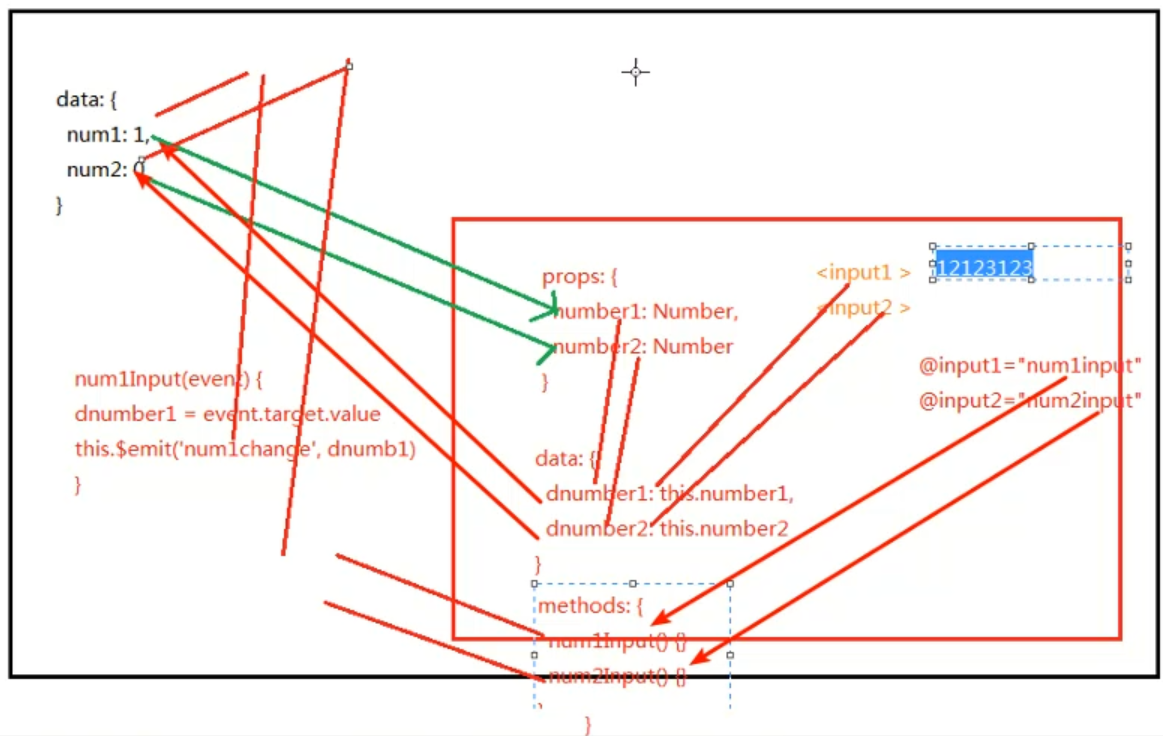 data: {
num1: 1,
num2: 0
}
props: {
number1: Number,
number2: Number
}
<input1 >
<input2 >
12123123
@input1="num1input"
@input2="num2input"
num1Input(event) {
dnumber1 = event.target.value
this.$emit('num1change', dnumb1)
}
data: {
dnumber1: this.number1,
dnumber2: this.number2
}
methods: {
num1Input() {}
num2Input() {}
}